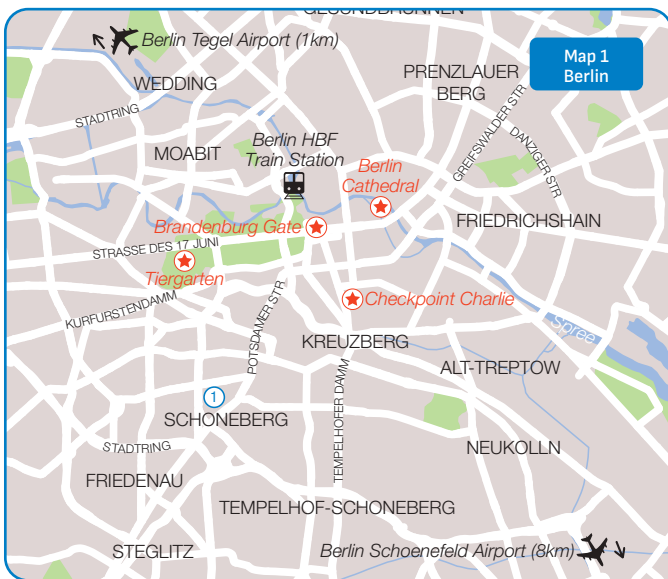 GESUNDBRUNNEN
Berlin Tegel Airport (1km)
Map 1
Berlin
WEDDING
PRENZLAUER
BERG
STADTRING
GREIFSWALDER STR
DANZIGER STR
Berlin HBF
Train Station
MOABIT
Berlin
Cathedral
Brandenburg Gate
FRIEDRICHSHAIN
STRASSE DES 17 JUNI
Tiergarten
KURFURSTENDAMM
POTSDAMER STR
Checkpoint Charlie
Spree
KREUZBERG
ALT-TREPTOW
TEMPELHOFER DAMM
1
SCHONEBERG
STADTRING
NEUKOLLN
FRIEDENAU
TEMPELHOF-SCHONEBERG
STEGLITZ
Berlin Schoenefeld Airport (8km)